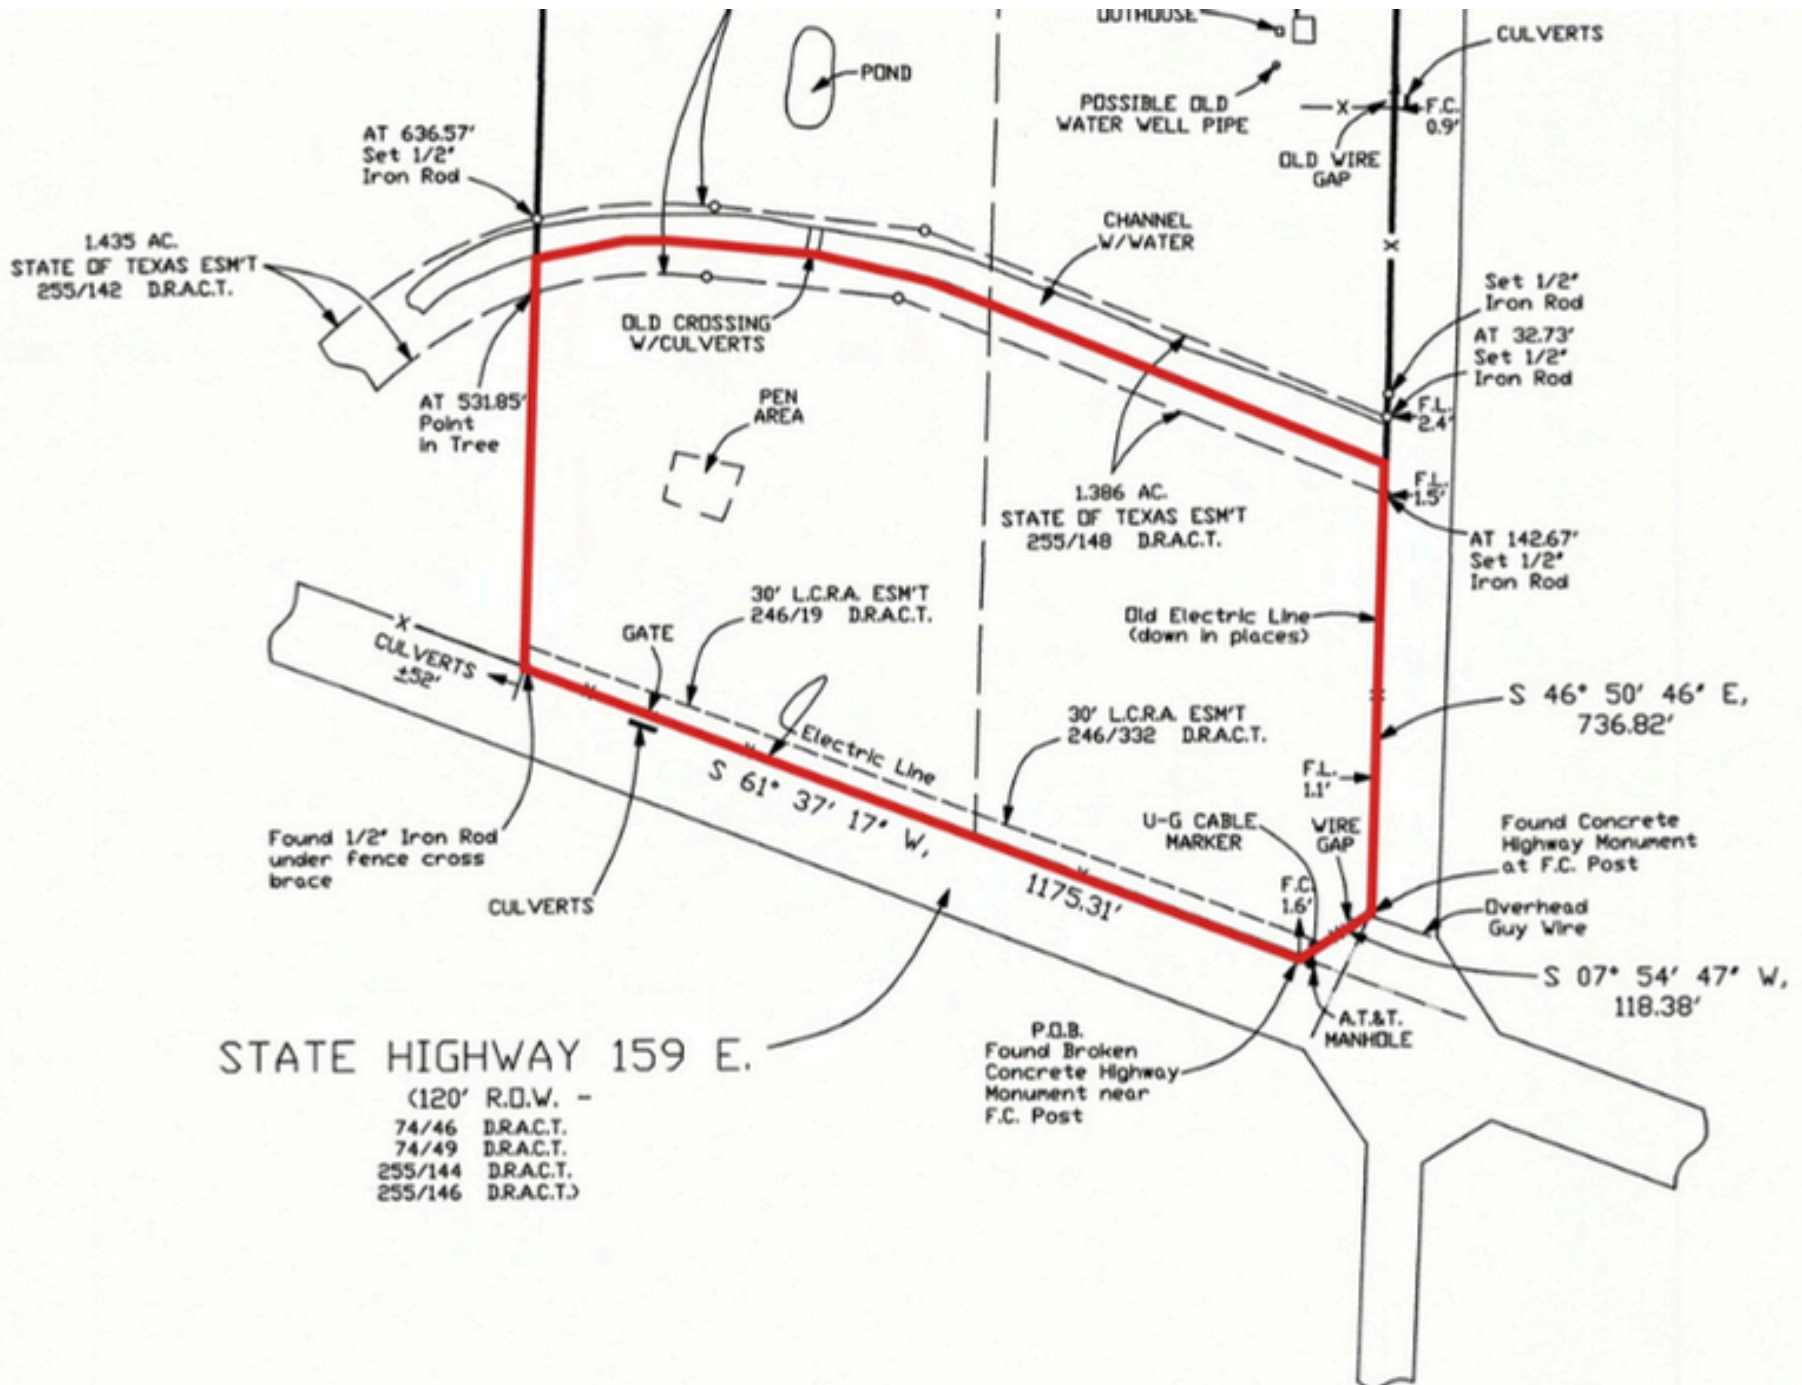 OUTHOUSE
CULVERTS
POND
POSSIBLE OLD
WATER WELL PIPE
X
F.C.
0.9'
OLD WIRE
GAP
AT 636.57'
Set 1/2"
Iron Rod
CHANNEL
W/WATER
X
1.435 AC.
STATE OF TEXAS ESM'T
255/142 D.R.A.C.T.
Set 1/2"
Iron Rod
OLD CROSSING
W/CULVERTS
AT 32.73'
Set 1/2"
Iron Rod
AT 531.85'
Point
in Tree
PEN
AREA
F.L.
2.4'
F.L.
1.5'
1.386 AC.
STATE OF TEXAS ESM'T
255/148 D.R.A.C.T.
AT 142.67'
Set 1/2"
Iron Rod
30' L.C.R.A. ESM'T
246/19 D.R.A.C.T.
Old Electric Line
(down in places)
X
CULVERTS
±52'
GATE
S 46° 50' 46" E,
736.82'
30' L.C.R.A. ESM'T
246/332 D.R.A.C.T.
Electric Line
S 61° 37' 17" W,
1175.31'
F.L.
1.1'
U-G CABLE
MARKER
WIRE
GAP
Found Concrete
Highway Monument
at F.C. Post
Found 1/2" Iron Rod
under fence cross
brace
CULVERTS
F.C.
1.6'
Overhead
Guy Wire
S 07° 54' 47" W,
118.38'
A.T.&T.
MANHOLE
P.O.B.
Found Broken
Concrete Highway
Monument near
F.C. Post
STATE HIGHWAY 159 E.
(120' R.O.W. -
74/46 D.R.A.C.T.
74/49 D.R.A.C.T.
255/144 D.R.A.C.T.
255/146 D.R.A.C.T.)